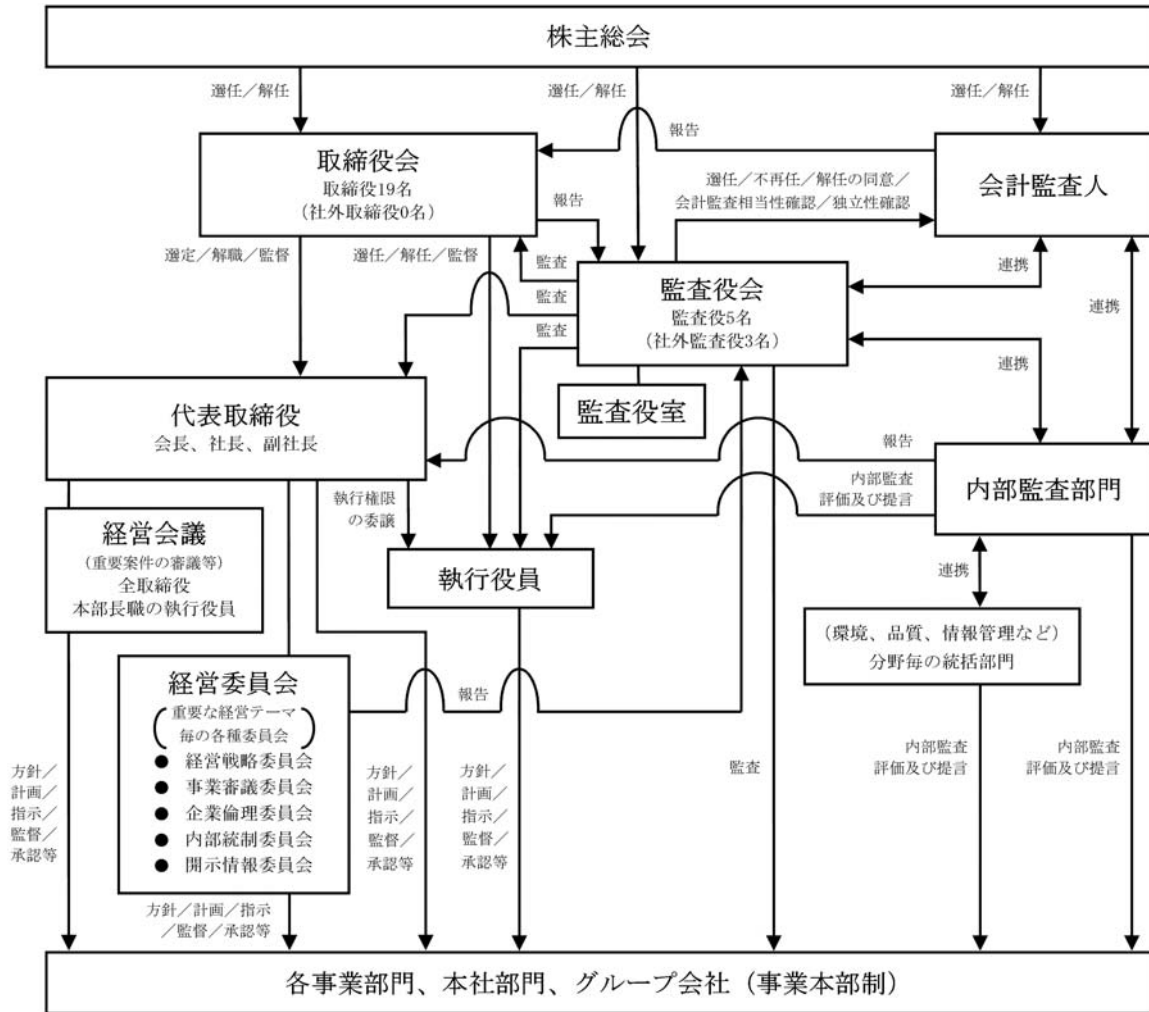 株主総会
選任／解任
選任／解任
選任／解任
報告
取締役会
取締役19名
（社外取締役0名）
会計監査人
選任／不再任／解任の同意／
会計監査相当性確認／独立性確認
報告
選定／解職／監督
選任／解任／監督
監査
監査
監査
監査役会
監査役5名
（社外監査役3名）
連携
連携
連携
監査役室
代表取締役
会長、社長、副社長
報告
内部監査
評価及び提言
内部監査部門
執行権限
の委譲
経営会議
（重要案件の審議等）
全取締役
本部長職の執行役員
執行役員
連携
（環境、品質、情報管理など）
分野毎の統括部門
経営委員会
（重要な経営テーマ
毎の各種委員会）
● 経営戦略委員会
● 事業審議委員会
● 企業倫理委員会
● 内部統制委員会
● 開示情報委員会
報告
方針／
計画／
指示／
監督／
承認等
方針／
計画／
指示／
監督／
承認等
方針／
計画／
指示／
監督／
承認等
監査
内部監査
評価及び提言
内部監査
評価及び提言
方針／計画／指示
／監督／承認等
各事業部門、本社部門、グループ会社（事業本部制）